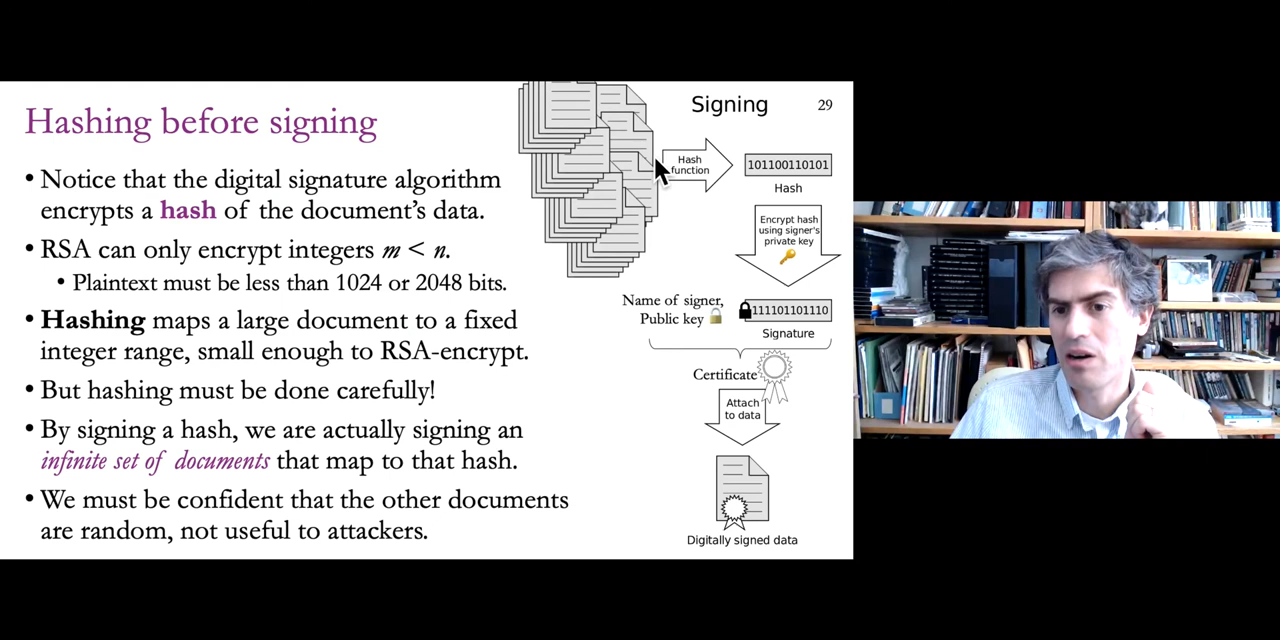 Hashing before signing
• Notice that the digital signature algorithm
encrypts a hash of the document's data.
• RSA can only encrypt integers m < n.
• Plaintext must be less than 1024 or 2048 bits.
• Hashing maps a large document to a fixed
integer range, small enough to RSA-encrypt.
• But hashing must be done carefully!
• By signing a hash, we are actually signing an
infinite set of documents that map to that hash.
• We must be confident that the other documents
are random, not useful to attackers.
Signing
29
Hash
function
101100110101
Hash
Encrypt hash
using signer's
private key
Name of signer,
Public key
111101101110
Signature
Certificate
Attach
to data
Digitally signed data